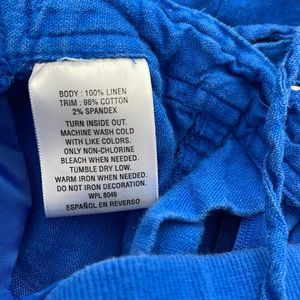 BODY : 100% LINEN
TRIM : 98% COTTON
2% SPANDEX
TURN INSIDE OUT.
MACHINE WASH COLD
WITH LIKE COLORS.
ONLY NON-CHLORINE
BLEACH WHEN NEEDED.
TUMBLE DRY LOW.
WARM IRON WHEN NEEDED.
DO NOT IRON DECORATION.
WPL 8046
ESPAÑOL EN REVERSO